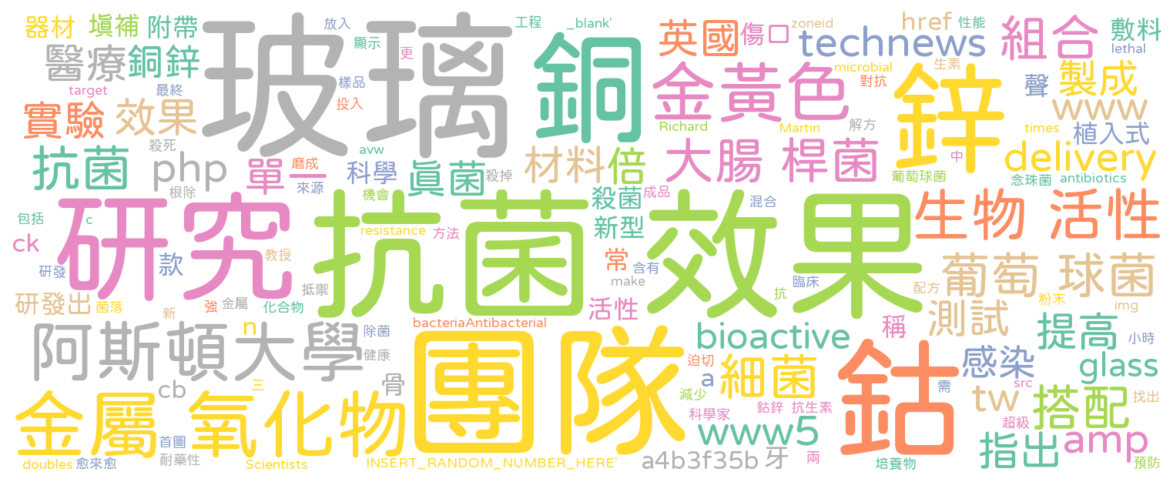 器材 填補 附帶 放入 工程 _blank' 英國 傷口 zoneid href 性能 組合 敷料
醫療 銅鋅 顯示 更 玻璃 銅 technews lethal
target 最終 樣品 投入 金黃色 microbial 對抗 生素 鋅 聲 製成
實驗 效果 殺死 avw Richard Martin 解方 times www 植入式
抗菌 php 單一 磨成 科學 真菌 材料 倍 大腸 桿菌 葡萄球菌 中 delivery
根除 來源 機會 殺掉 殺菌 成品 念珠菌 antibiotics
包括 c 研究 抗菌 效果 新型 混合 生物 活性
ck resistance 方法
研發 款 教授 常 含有 臨床 葡萄 球菌
研發出 菌落 新 強 金屬 化合物 抵禦 活性 make 抗 配方 粉末 img
阿斯頓大學 n 除菌 bacteriaAntibacterial bioactive 稱 測試 提高 小時
健康 團隊 迫切 鈷 感染 glass
cb 三 骨 a 細菌 需 src 找出
金屬 氧化物 減少 科學家 鈷鋅 抗生素 tw 超級 搭配
首圖 www5 指出 amp
doubles 愈來愈 耐藥性 Scientists INSERT_RANDOM_NUMBER_HERE' a4b3f35b 牙 兩 培養物 預防